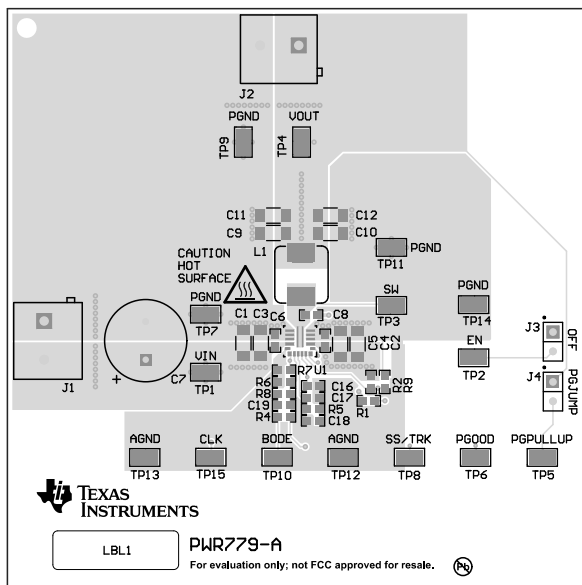 J2
PGND VOUT
TP9 TP4
C11 C12
C9 C10
L1
CAUTION
HOT
SURFACE
PGND
TP11
SW
TP3
PGND
TP14
PGND
TP7
C1 C3 C6 C8
C5
C4
C2
EN
TP2
J3 OFF
J4 PGJUMP
J1
+
C7
VIN
TP1
R7 U1
R6 C16
R8 C17
C19 R5
R4 C18
R1
R2
R9
AGND CLK BODE AGND SS/TRK PGOOD PGPULLUP
TP13 TP15 TP10 TP12 TP8 TP6 TP5
TEXAS
INSTRUMENTS
LBL1
PWR779-A
For evaluation only; not FCC approved for resale.
Pb